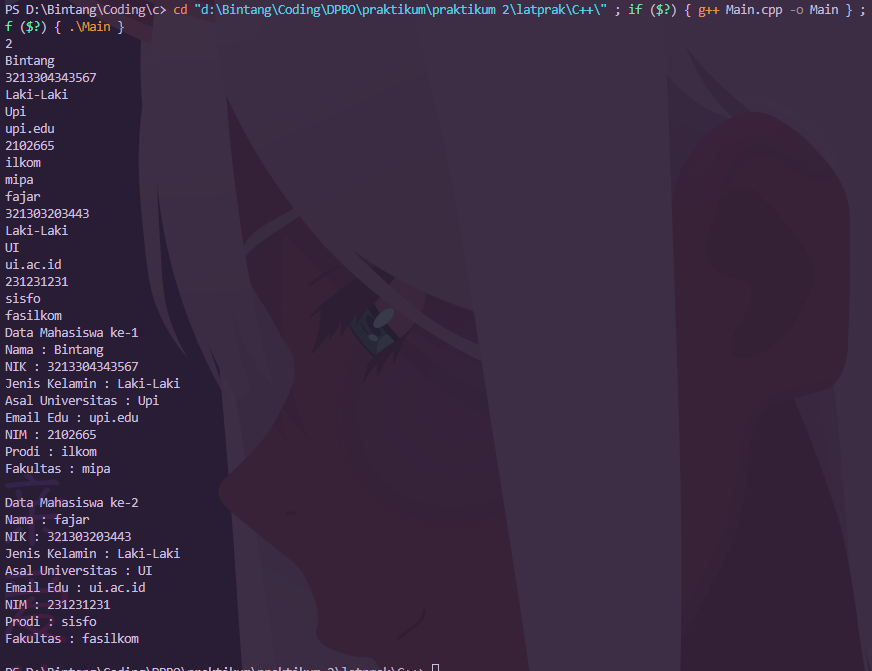 PS D:\Bintang\Coding\c> cd "d:\Bintang\Coding\DPBO\praktikum\praktikum 2\latprak\C++\" ; if ($?) { g++ Main.cpp -o Main } ;
f ($?) { .\Main }
2
Bintang
3213304343567
Laki-Laki
Upi
upi.edu
2102665
ilkom
mipa
fajar
321303203443
Laki-Laki
UI
ui.ac.id
231231231
sisfo
fasilkom
Data Mahasiswa ke-1
Nama : Bintang
NIK : 3213304343567
Jenis Kelamin : Laki-Laki
Asal Universitas : Upi
Email Edu : upi.edu
NIM : 2102665
Prodi : ilkom
Fakultas : mipa
Data Mahasiswa ke-2
Nama : fajar
NIK : 321303203443
Jenis Kelamin : Laki-Laki
Asal Universitas : UI
Email Edu : ui.ac.id
NIM : 231231231
Prodi : sisfo
Fakultas : fasilkom
PS D:\Bintang\Coding\DPBO\praktikum\praktikum 2\latprak\C++>